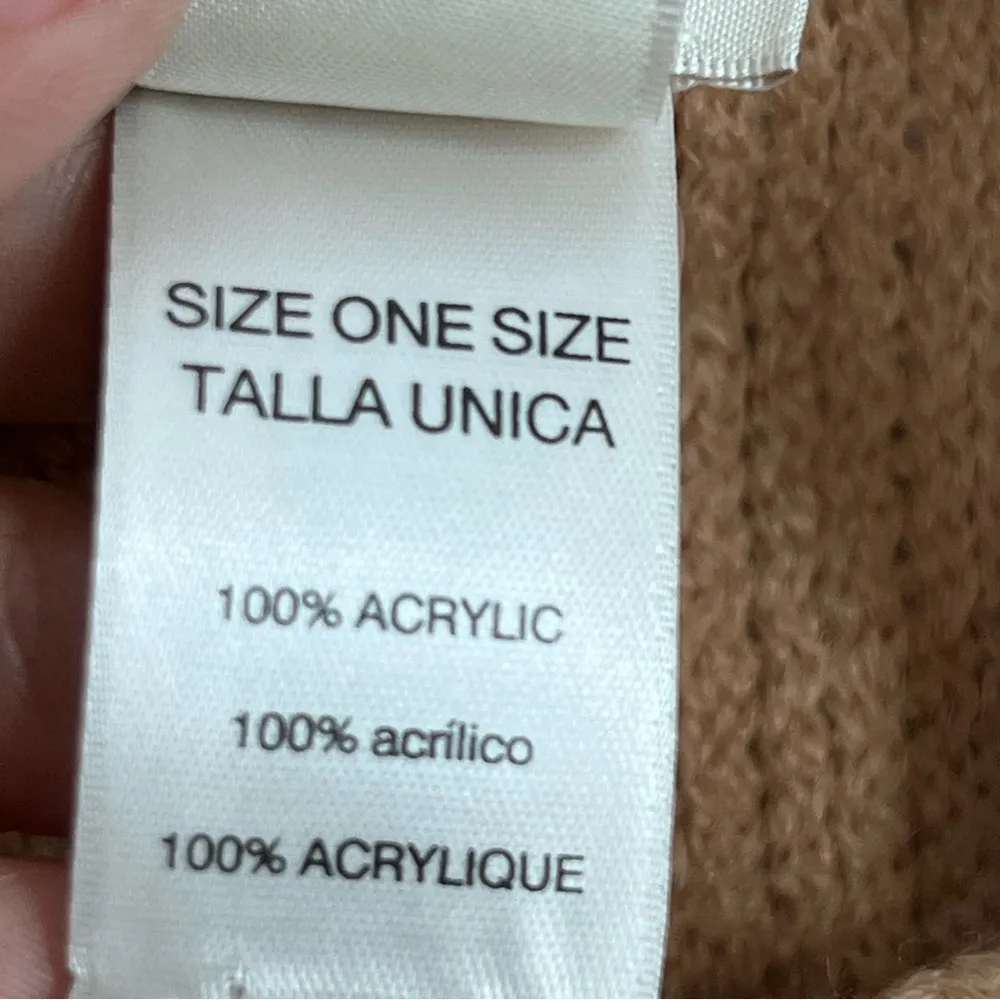 SIZE ONE SIZE
TALLA UNICA
100% ACRYLIC
100% acrílico
100% ACRYLIQUE